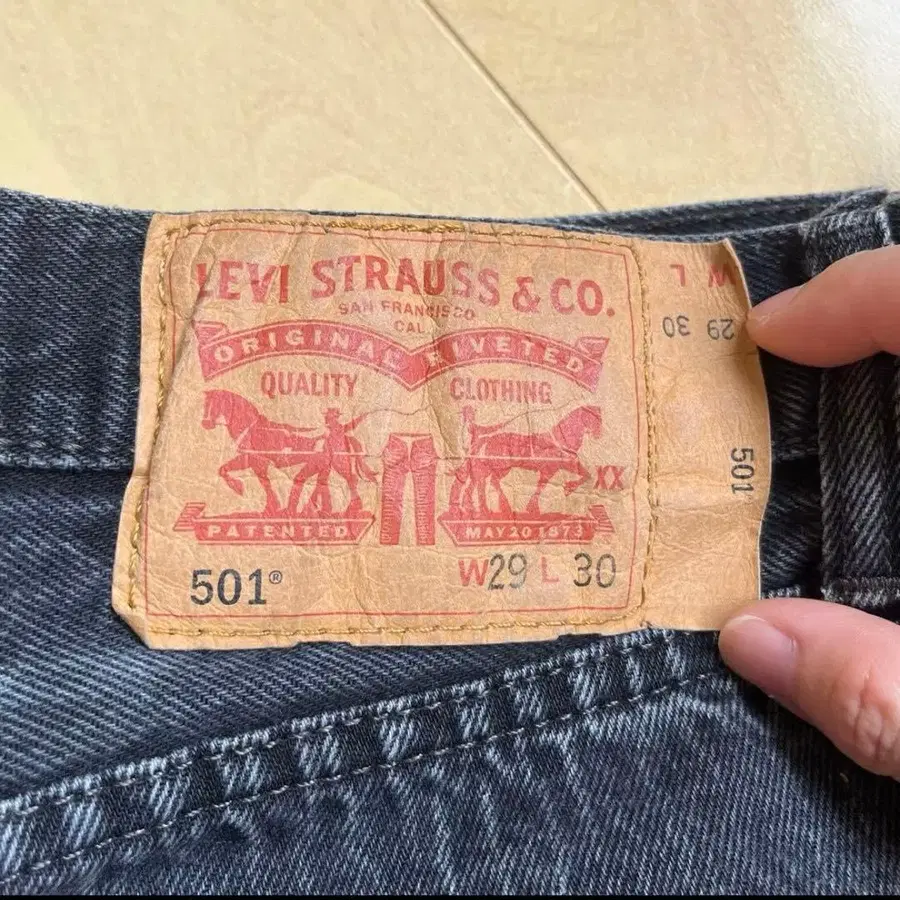 LEVI STRAUSS & CO.
SAN FRANCISCO
CAL
ORIGINAL RIVETED
QUALITY CLOTHING
XX
PATENTED MAY 20 1873
501® W29 L 30
W L
29 30
501